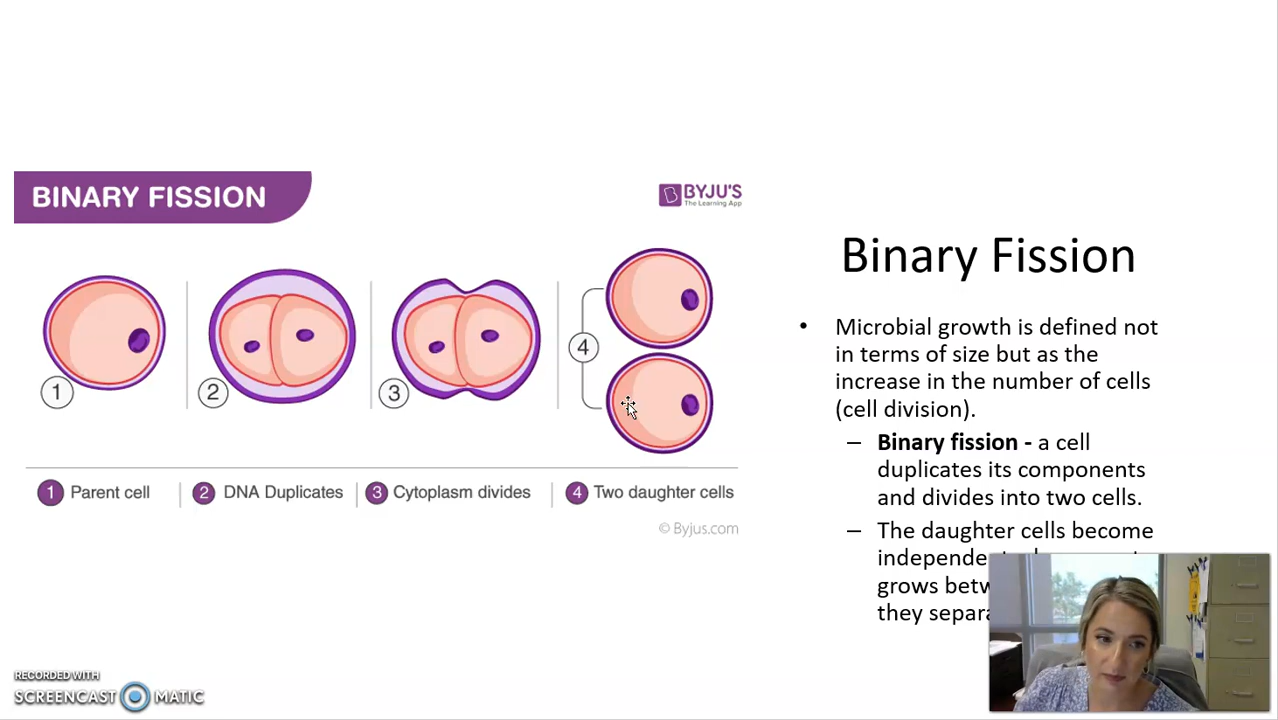 BINARY FISSION
BYJU'S
The Learning App
1
2
3
4
1 Parent cell
2 DNA Duplicates
3 Cytoplasm divides
4 Two daughter cells
© Byjus.com
Binary Fission
• Microbial growth is defined not
in terms of size but as the
increase in the number of cells
(cell division).
– Binary fission - a cell
duplicates its components
and divides into two cells.
– The daughter cells become
grows
they
RECORDED WITH
SCREENCAST MATIC